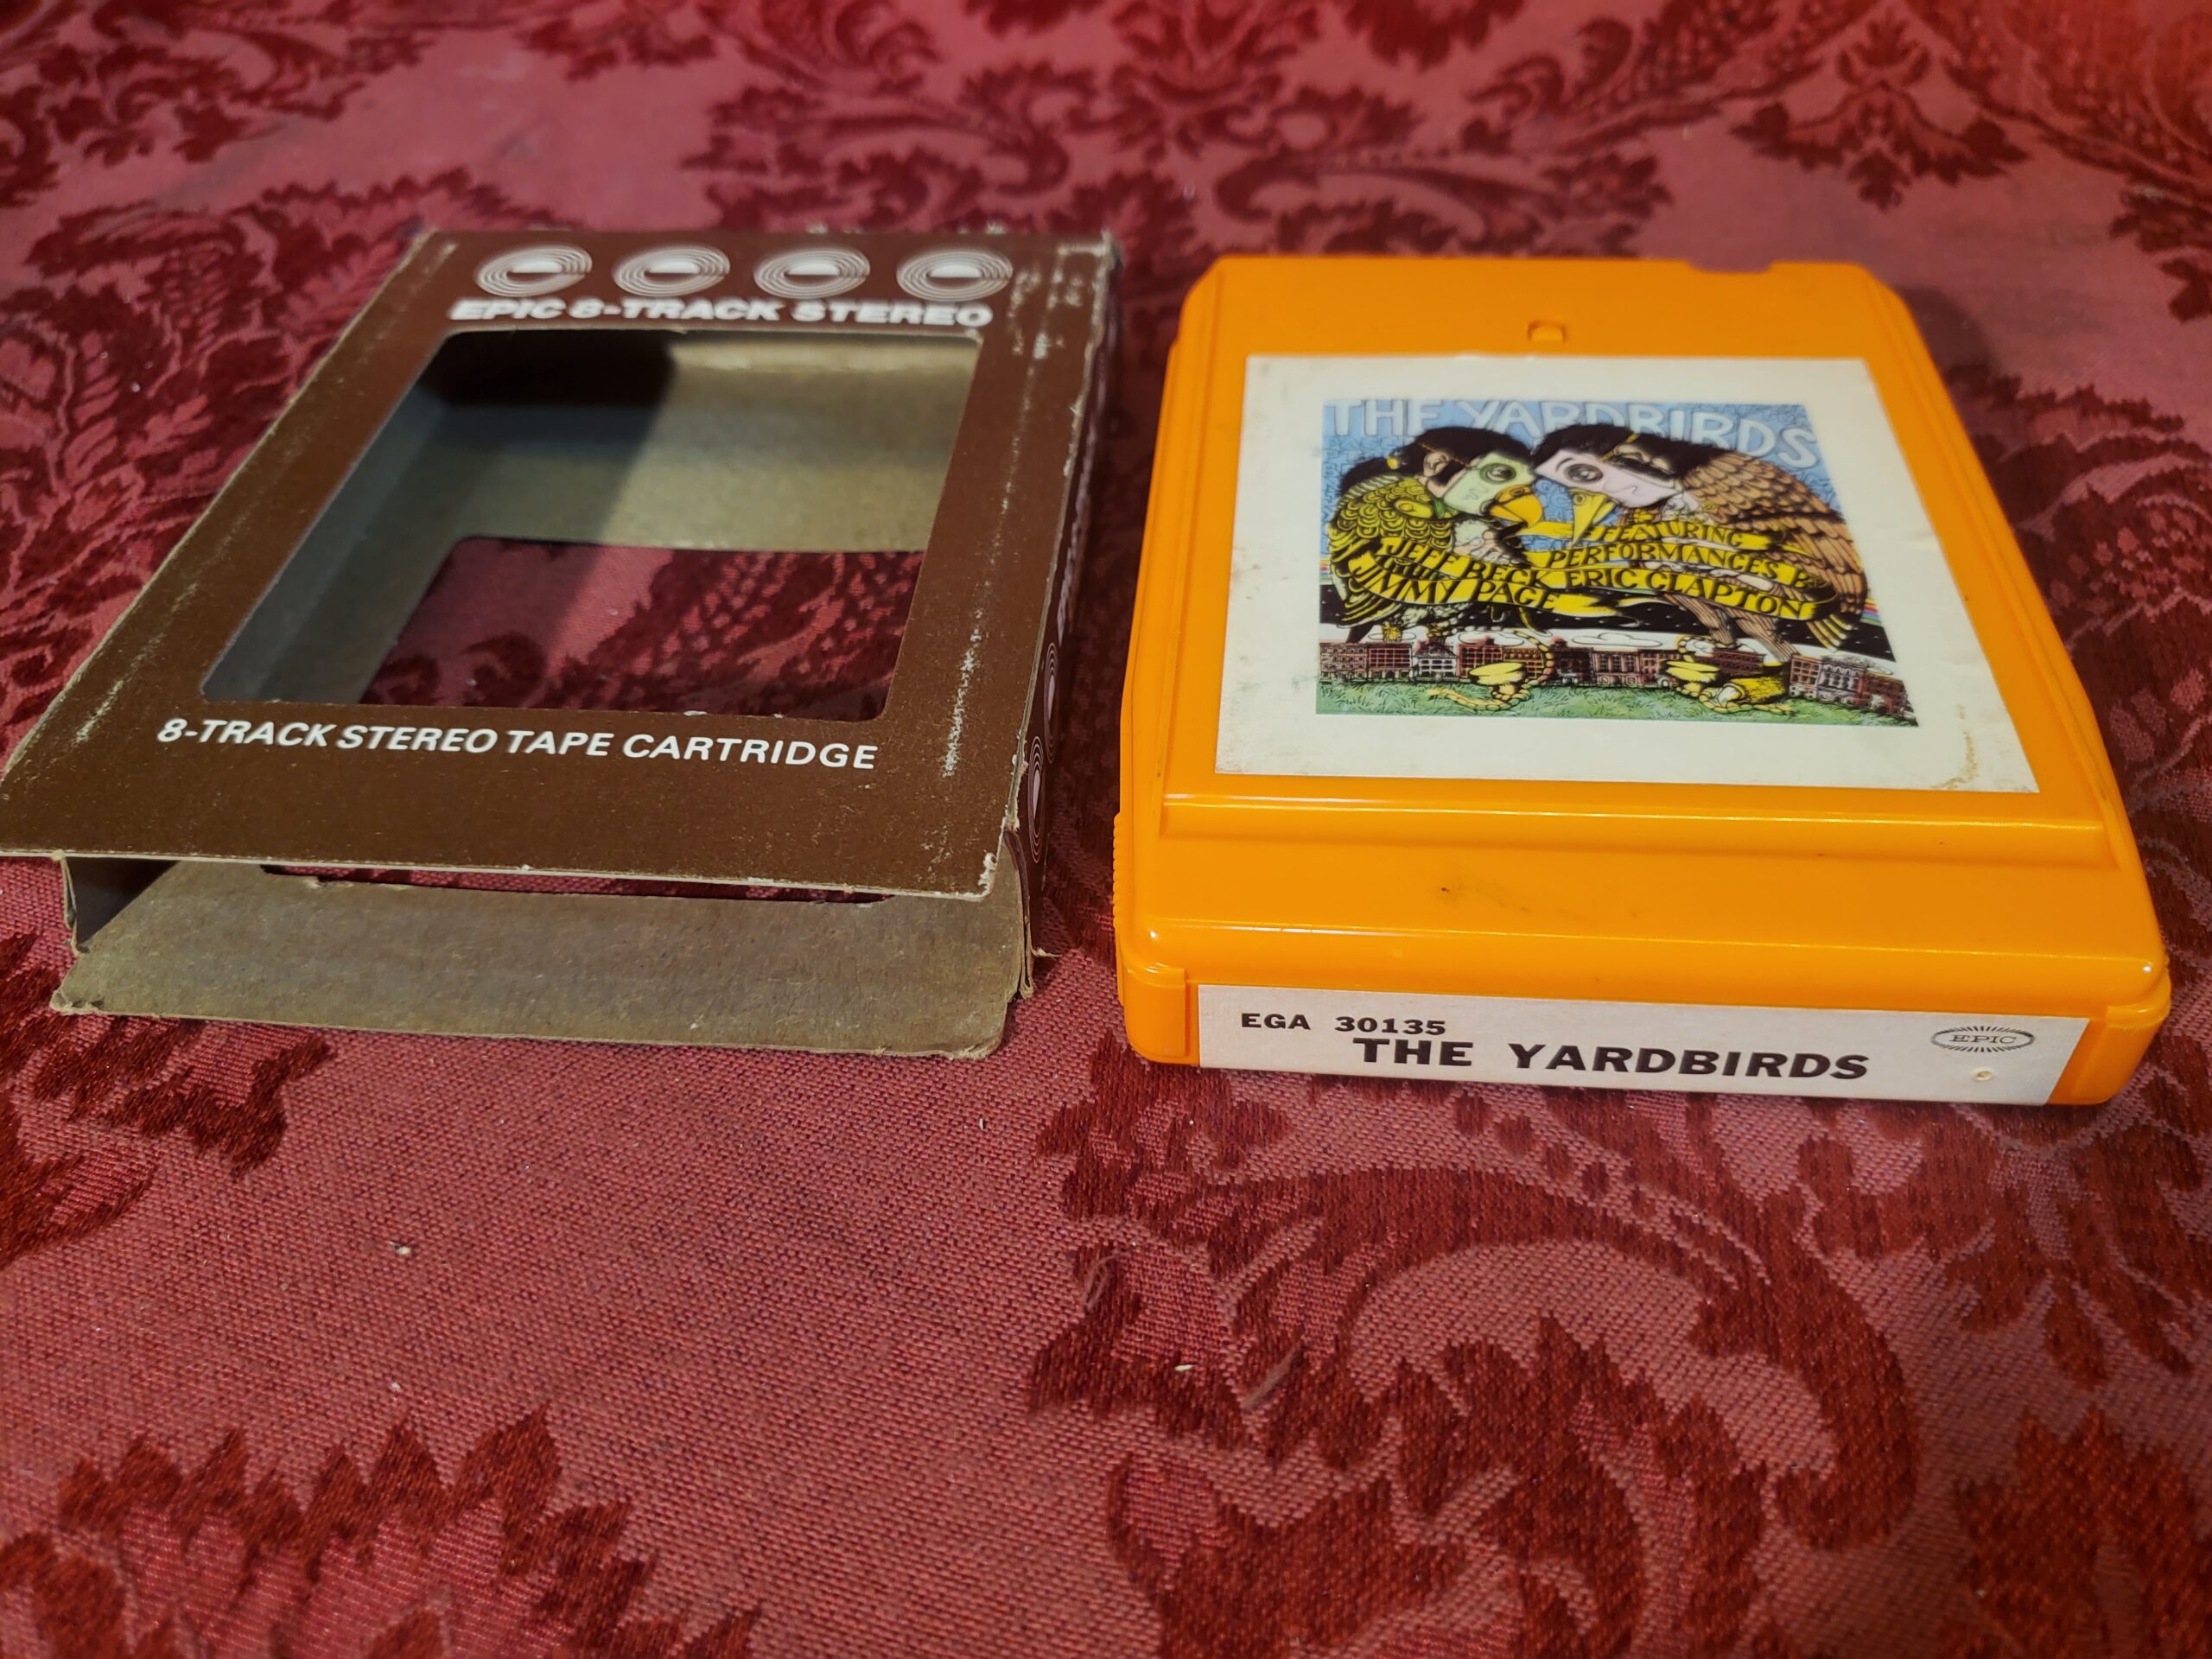 EPIC 8-TRACK STEREO
8-TRACK STEREO TAPE CARTRIDGE
THE YARDBIRDS
FEATURING
PERFORMANCES BY
JEFF BECK ERIC CLAPTON
JIMMY PAGE
EGA 30135
THE YARDBIRDS
EPIC